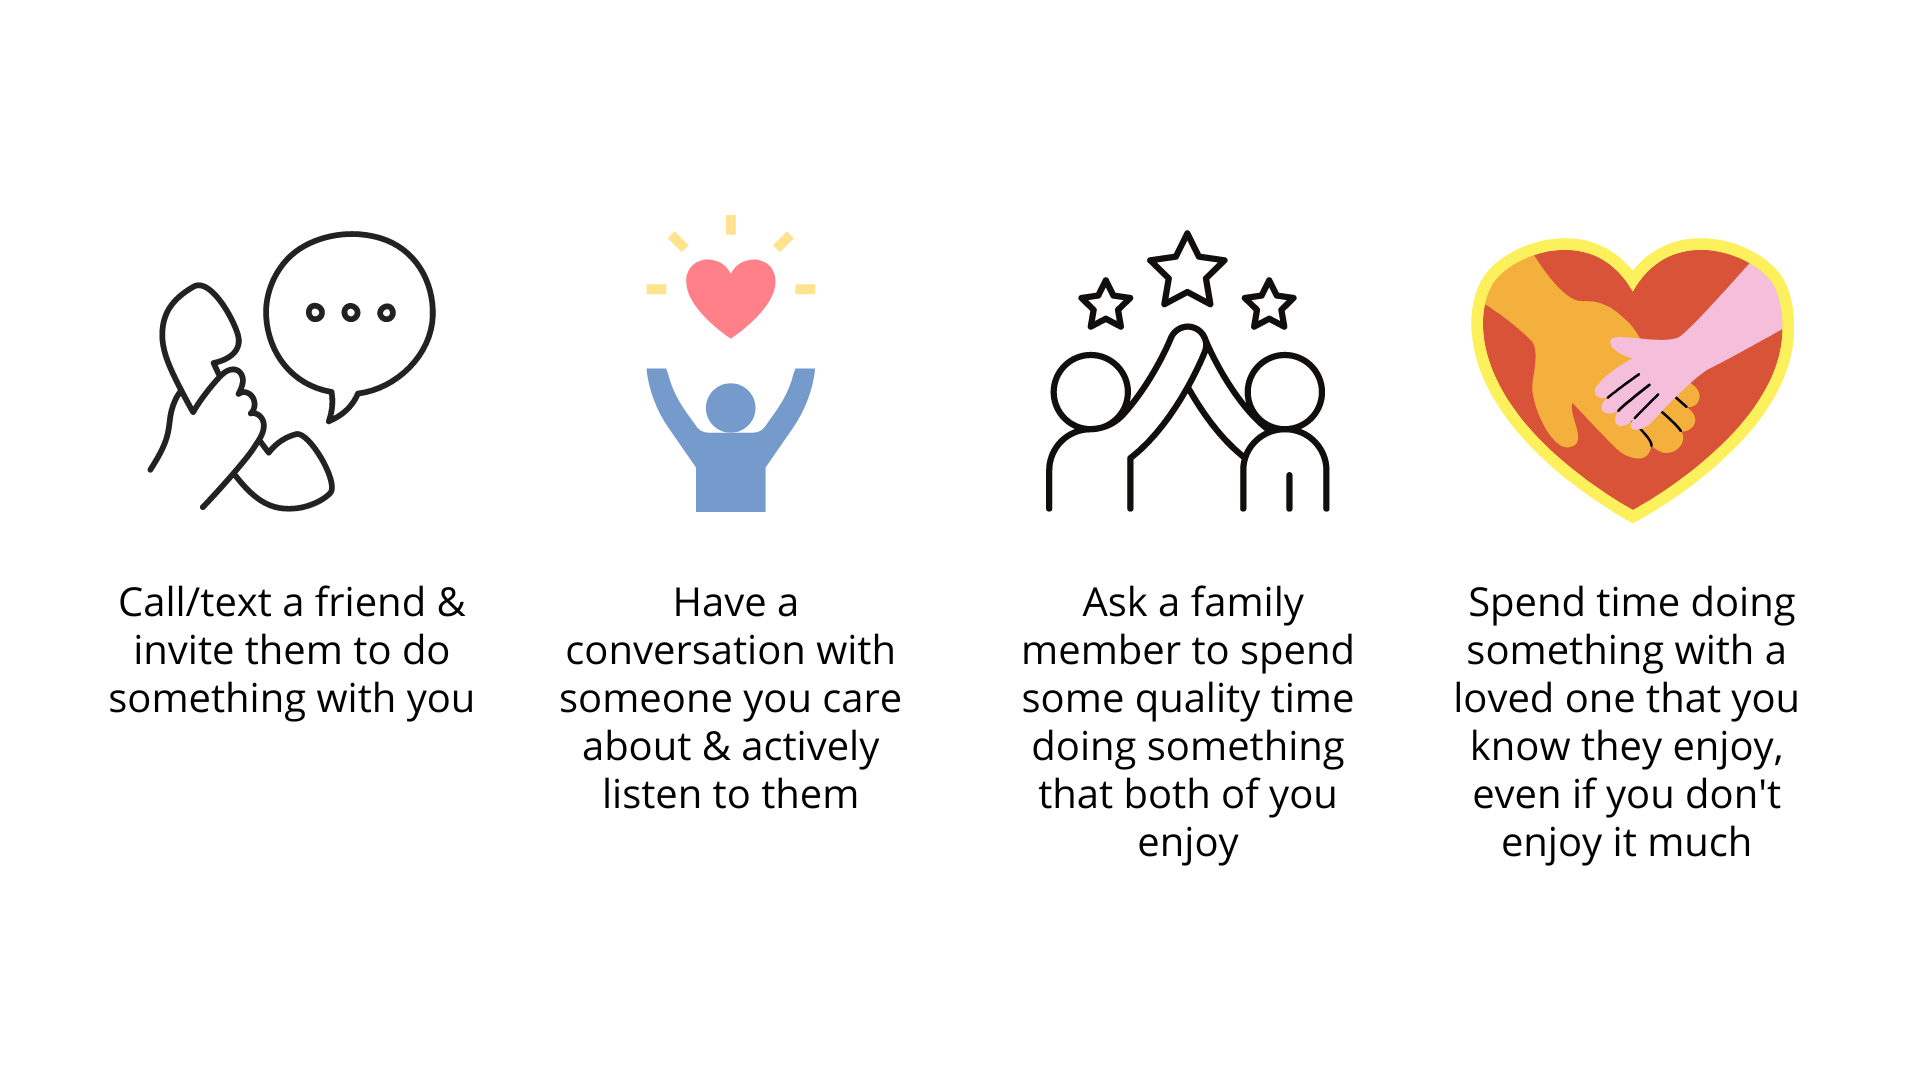 Call/text a friend &
invite them to do
something with you
Have a
conversation with
someone you care
about & actively
listen to them
Ask a family
member to spend
some quality time
doing something
that both of you
enjoy
Spend time doing
something with a
loved one that you
know they enjoy,
even if you don't
enjoy it much